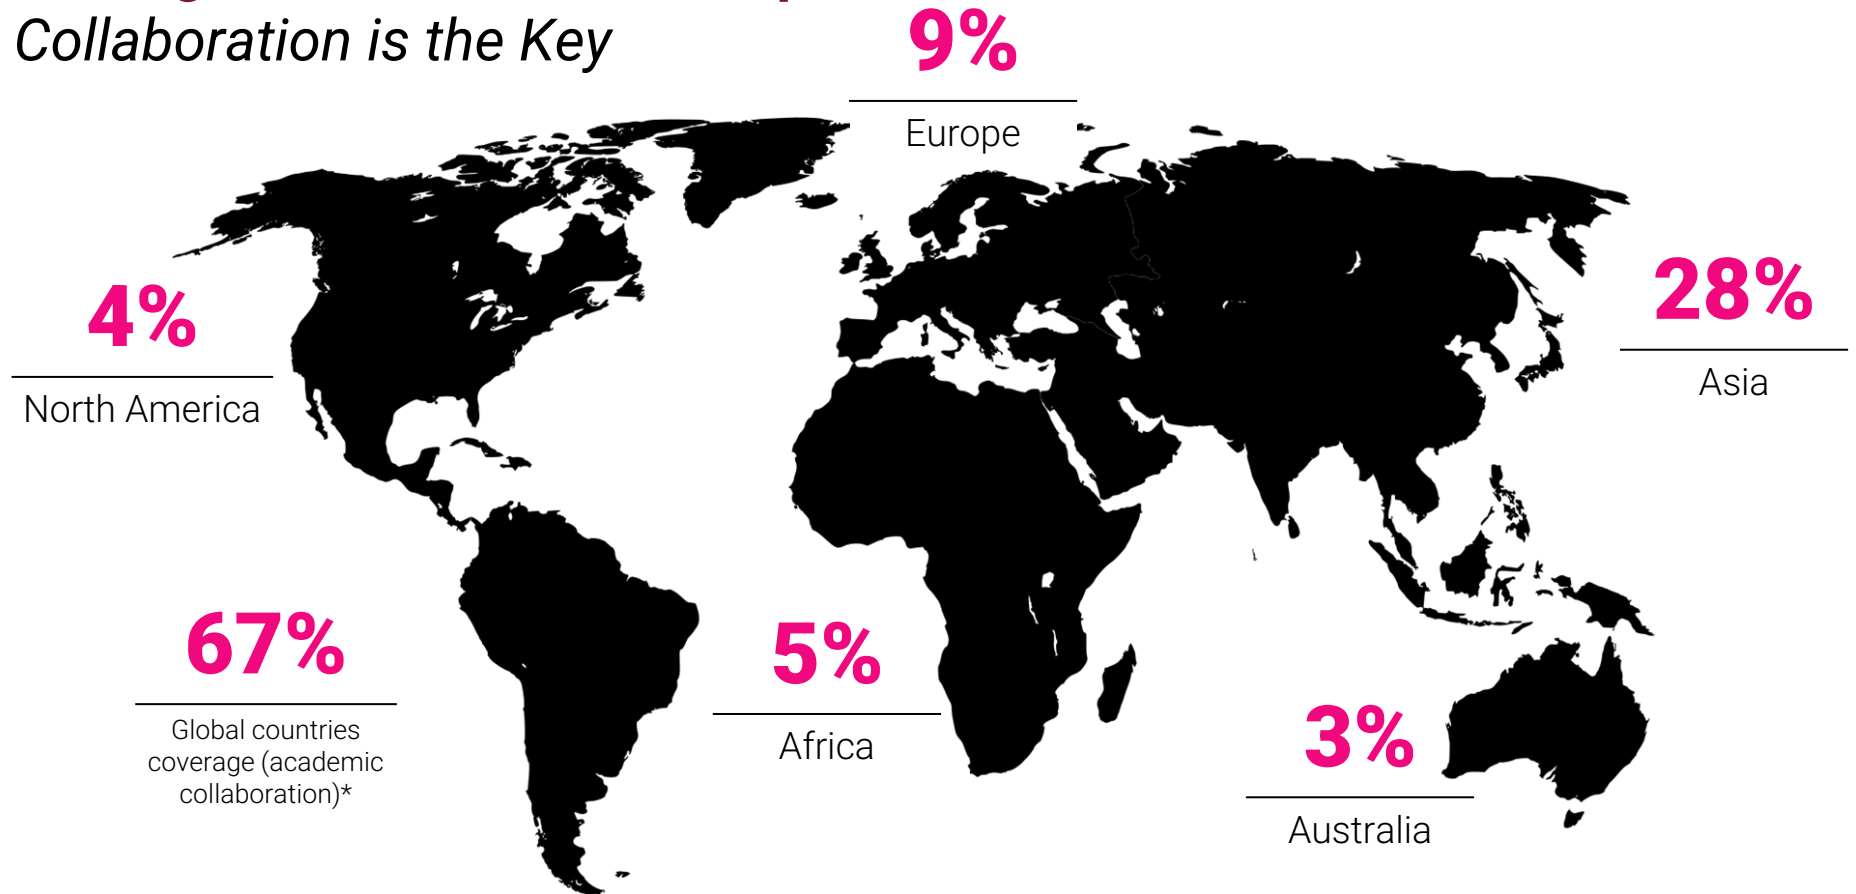 Collaboration is the Key
9%
Europe
4%
North America
28%
Asia
67%
Global countries
coverage (academic
collaboration)*
5%
Africa
3%
Australia